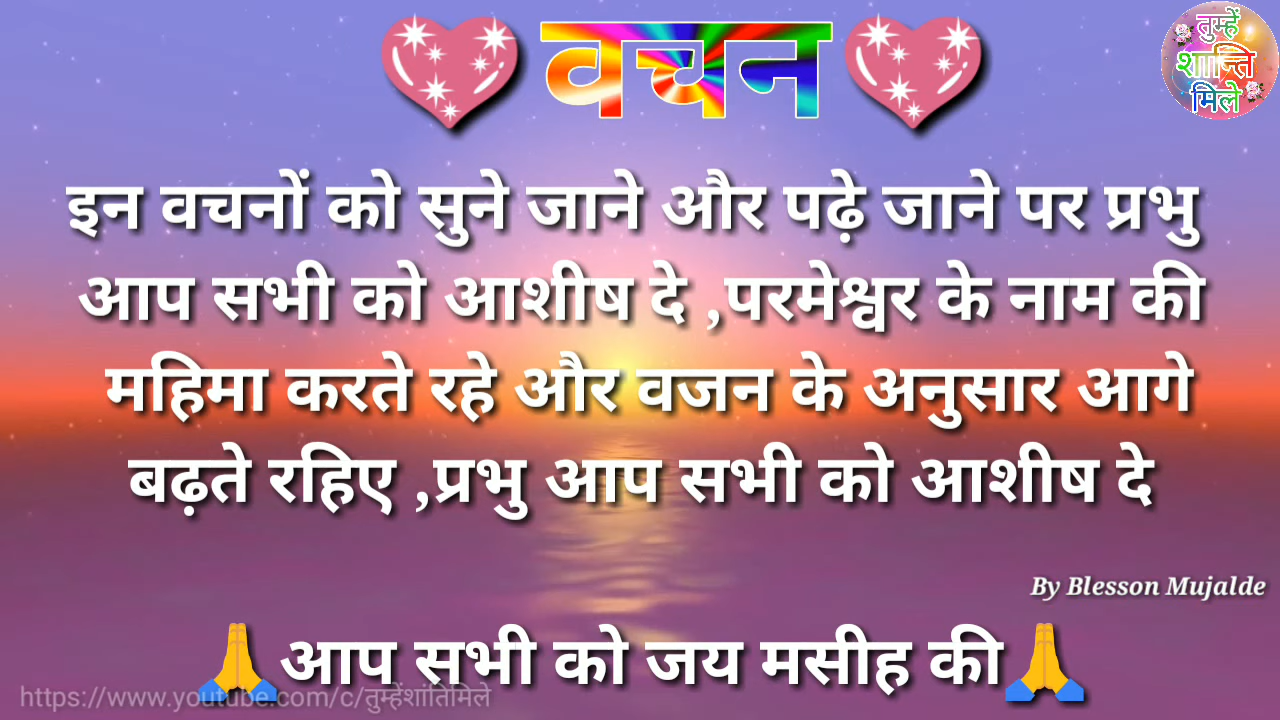 वचन
तुम्हें
शान्ति
मिले
इन वचनों को सुने जाने और पढ़े जाने पर प्रभु
आप सभी को आशीष दे ,परमेश्वर के नाम की
महिमा करते रहे और वजन के अनुसार आगे
बढ़ते रहिए ,प्रभु आप सभी को आशीष दे
By Blesson Mujalde
🙏आप सभी को जय मसीह की🙏
https://www.youtube.com/c/तुम्हेंशांतिमिले